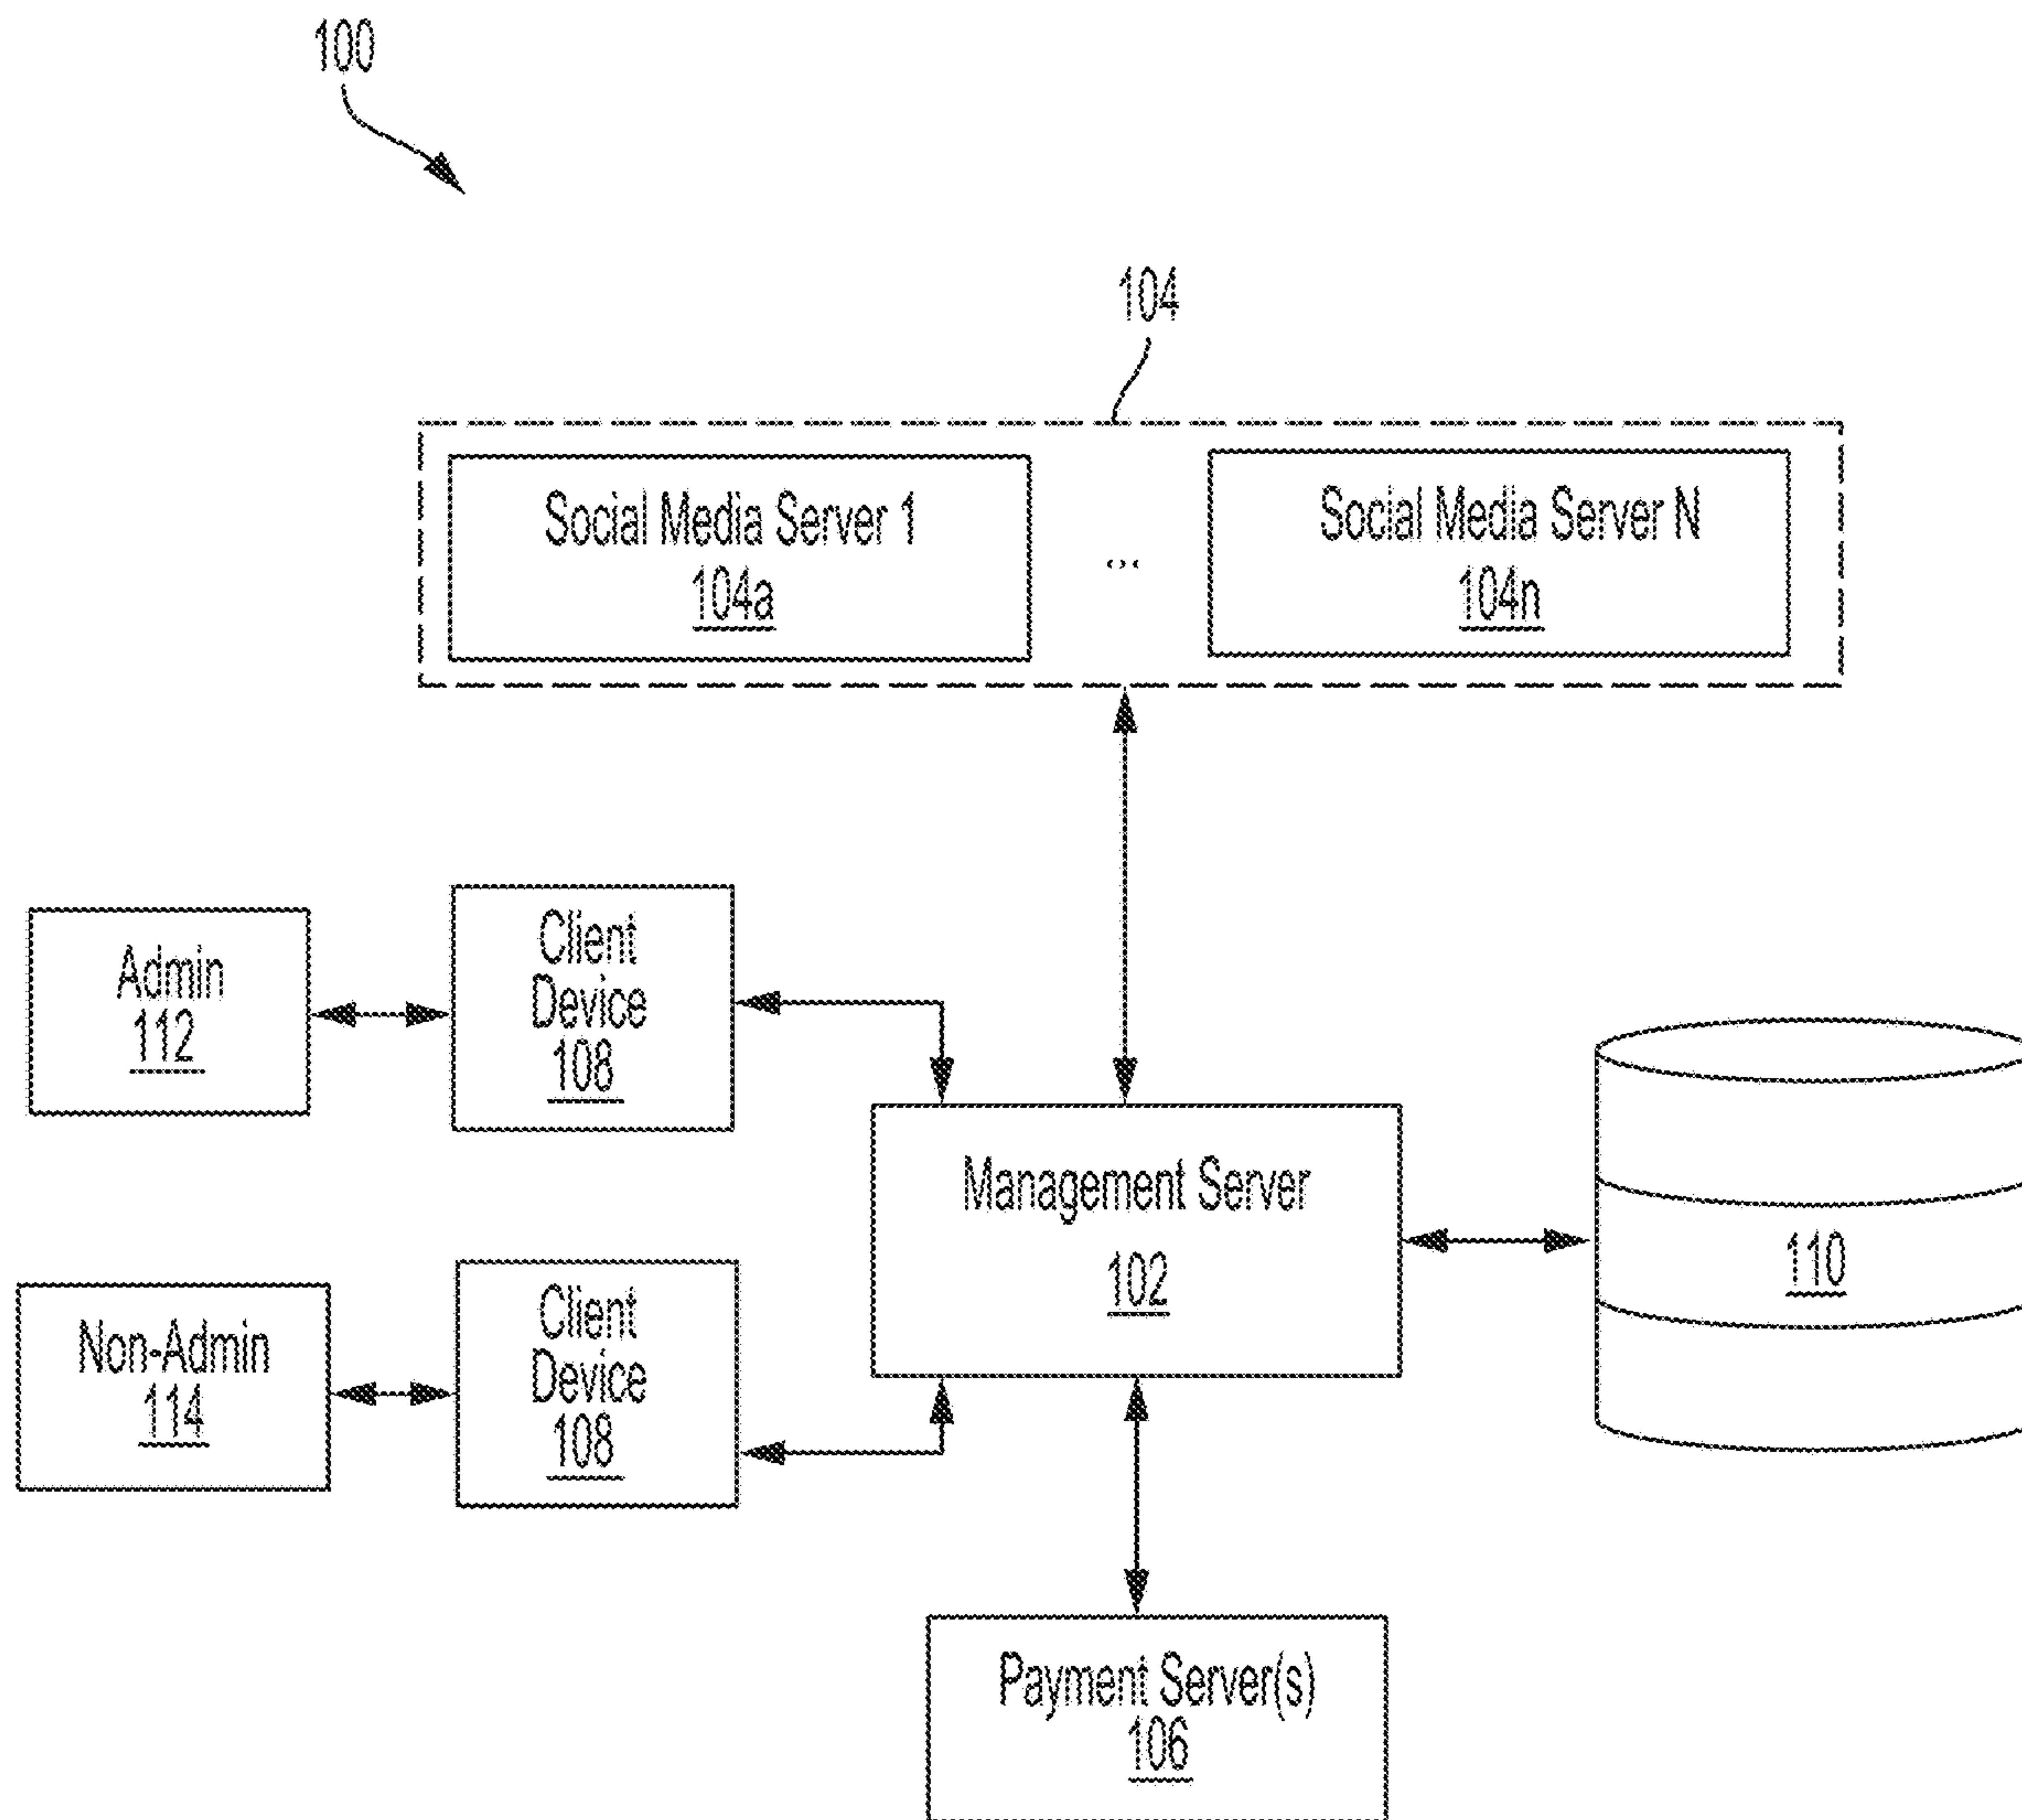 100
104
Social Media Server 1
104a
...
Social Media Server N
104n
Admin
112
Client
Device
108
Management Server
102
110
Non-Admin
114
Client
Device
108
Payment Server(s)
106